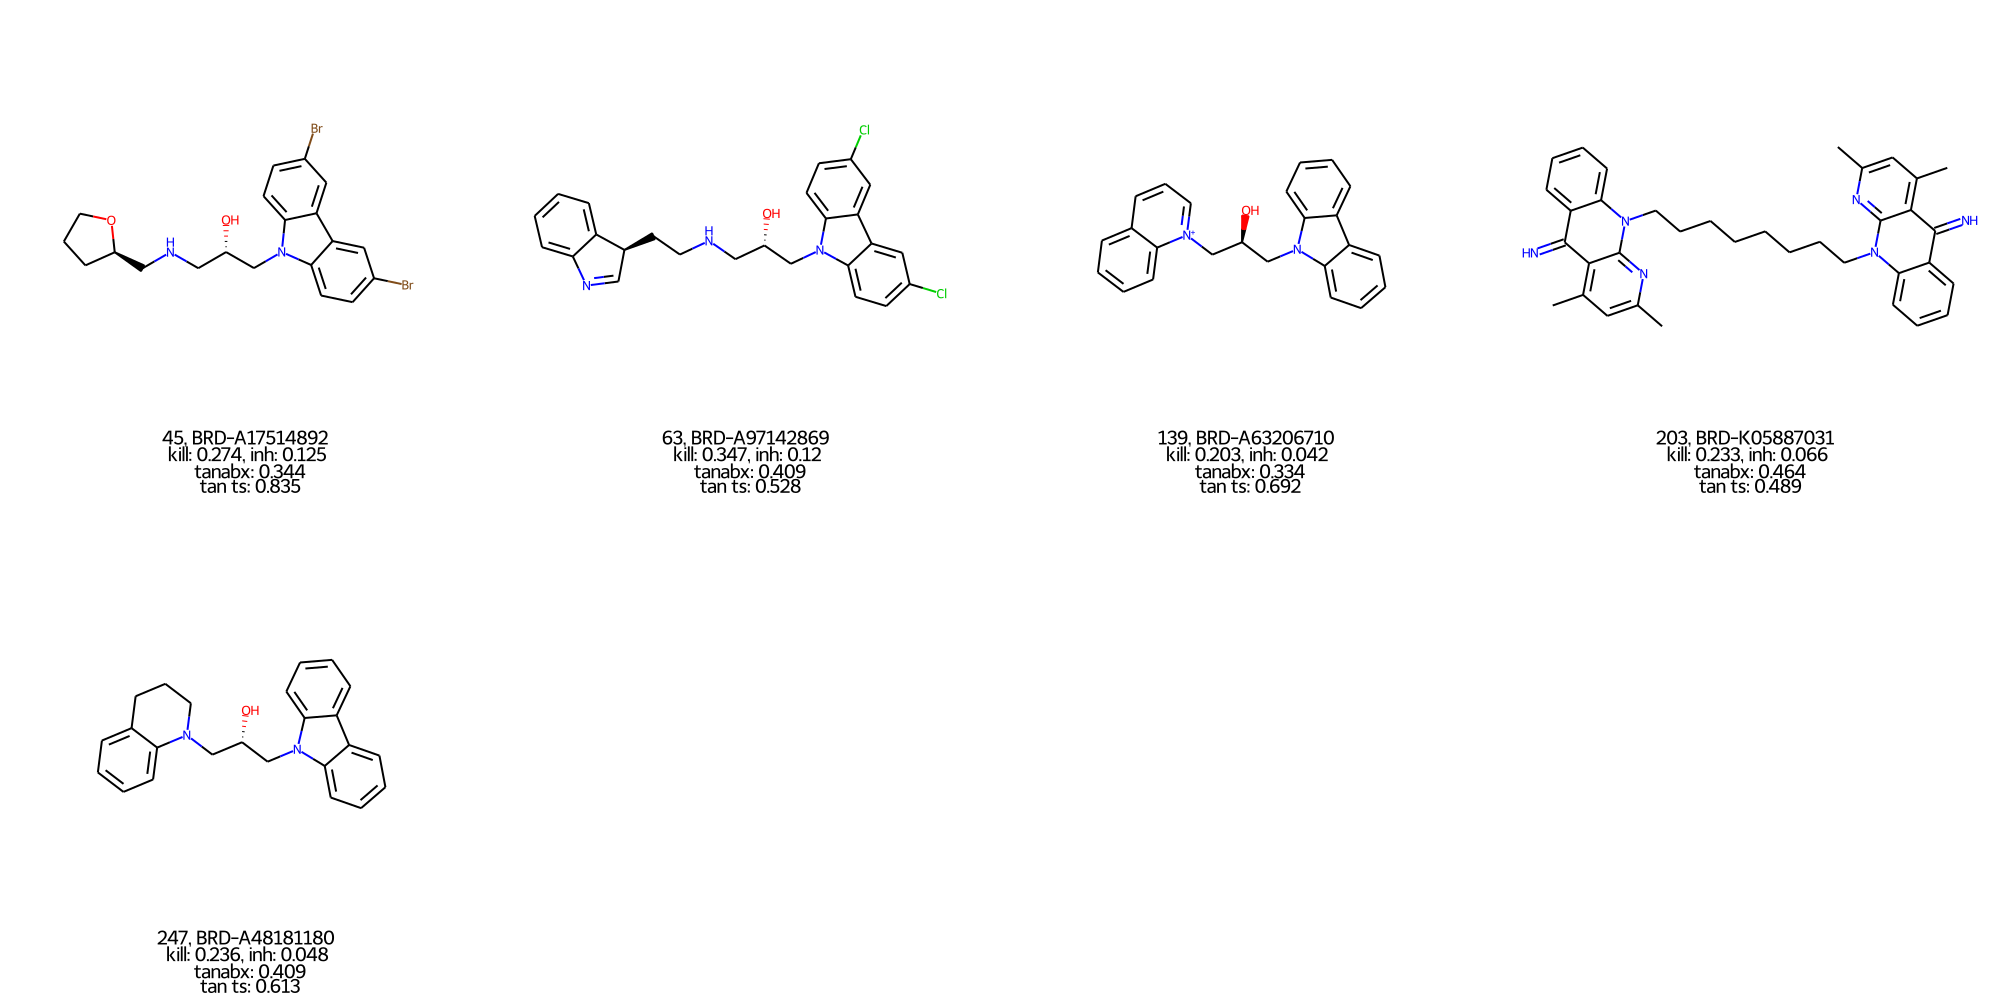 Br
O
H
N
OH
N
Br
Cl
H
N
OH
N
N
Cl
OH
N+
N
N
N
HN
N
N
N
NH
45, BRD-A17514892
kill: 0.274, inh: 0.125
tanabx: 0.344
tan ts: 0.835
63, BRD-A97142869
kill: 0.347, inh: 0.12
tanabx: 0.409
tan ts: 0.528
139, BRD-A63206710
kill: 0.203, inh: 0.042
tanabx: 0.334
tan ts: 0.692
203, BRD-K05887031
kill: 0.233, inh: 0.066
tanabx: 0.464
tan ts: 0.489
OH
N
N
247, BRD-A48181180
kill: 0.236, inh: 0.048
tanabx: 0.409
tan ts: 0.613